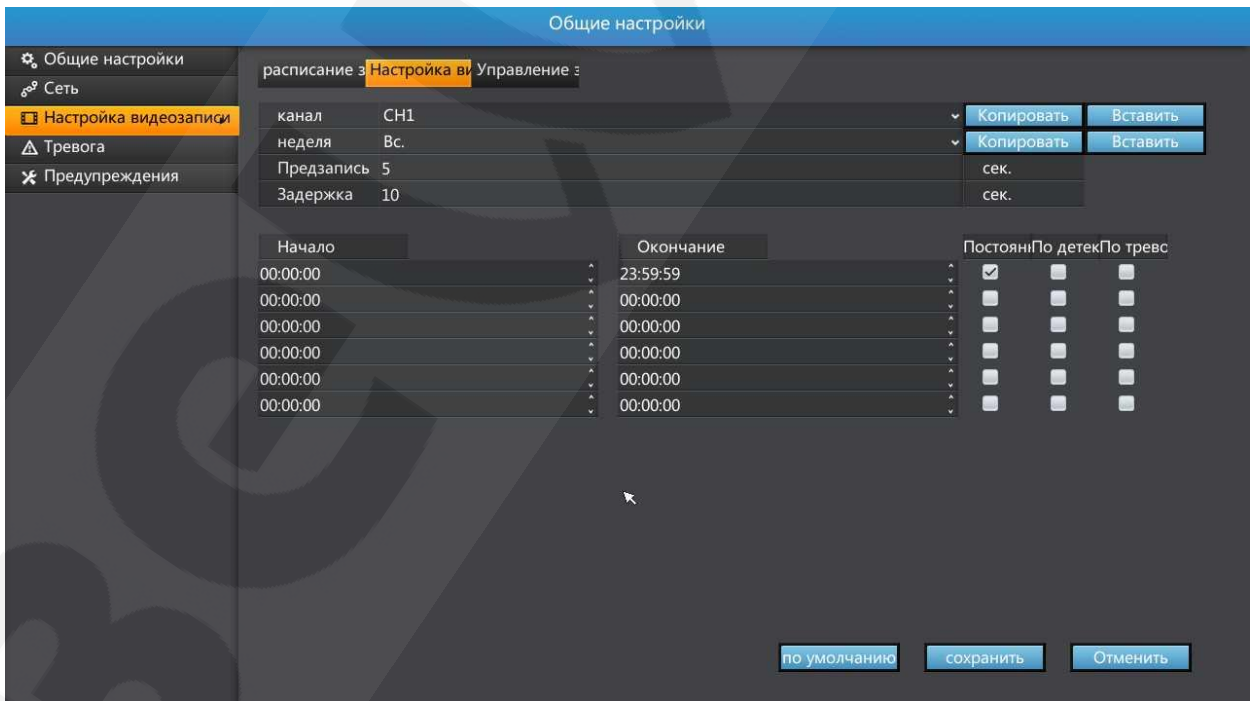 Общие настройки
Общие настройки
Сеть
Настройка видеозаписи
Тревога
Предупреждения
расписание з Настройка ви Управление з
канал CH1 Копировать Вставить
неделя Вс. Копировать Вставить
Предзапись 5 сек.
Задержка 10 сек.
Начало Окончание Постоян По детек По трево
00:00:00 23:59:59
00:00:00 00:00:00
00:00:00 00:00:00
00:00:00 00:00:00
00:00:00 00:00:00
00:00:00 00:00:00
по умолчанию сохранить Отменить